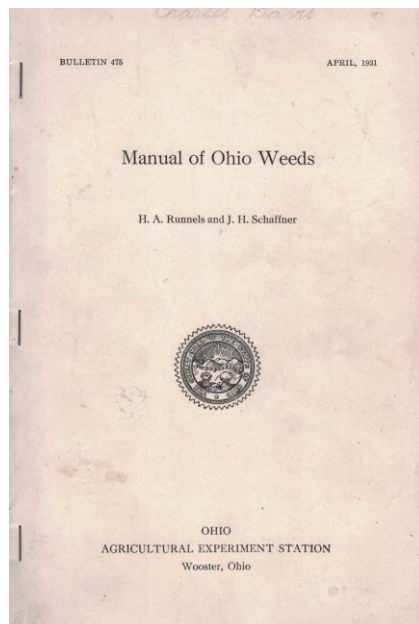 BULLETIN 475 APRIL, 1931
Manual of Ohio Weeds
H. A. Runnels and J. H. Schaffner
OHIO
AGRICULTURAL EXPERIMENT STATION
Wooster, Ohio